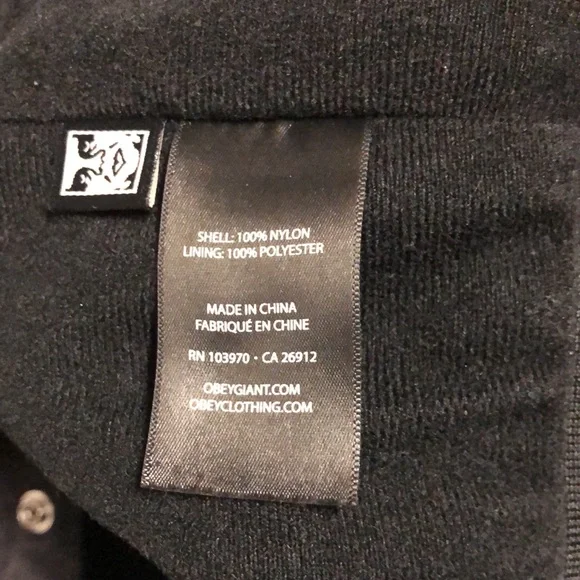 SHELL: 100% NYLON
LINING: 100% POLYESTER
MADE IN CHINA
FABRIQUÉ EN CHINE
RN 103970 · CA 26912
OBEYGIANT.COM
OBEYCLOTHING.COM